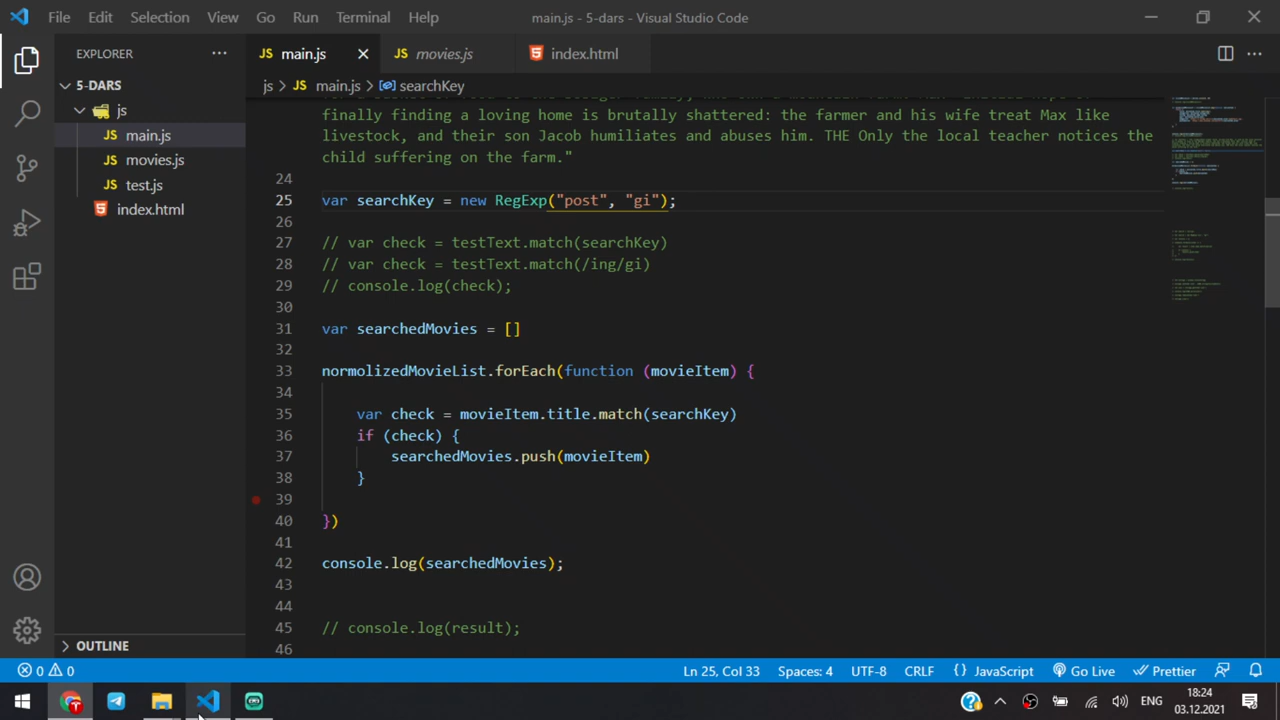 File Edit Selection View Go Run Terminal Help main.js - 5-dars - Visual Studio Code
EXPLORER
JS main.js JS movies.js index.html
5-DARS
js > JS main.js > searchKey
js
JS main.js
JS movies.js
JS test.js
index.html
finally finding a loving home is brutally shattered: the farmer and his wife treat Max like
livestock, and their son Jacob humiliates and abuses him. THE Only the local teacher notices the
child suffering on the farm."
24
25 var searchKey = new RegExp("post", "gi");
26
27 // var check = testText.match(searchKey)
28 // var check = testText.match(/ing/gi)
29 // console.log(check);
30
31 var searchedMovies = []
32
33 normolizedMovieList.forEach(function (movieItem) {
34
35 var check = movieItem.title.match(searchKey)
36 if (check) {
37 searchedMovies.push(movieItem)
38 }
39
40 })
41
42 console.log(searchedMovies);
43
44
45 // console.log(result);
46
OUTLINE
0 0 Ln 25, Col 33 Spaces: 4 UTF-8 CRLF {} JavaScript Go Live Prettier
ENG 18:24
03.12.2021